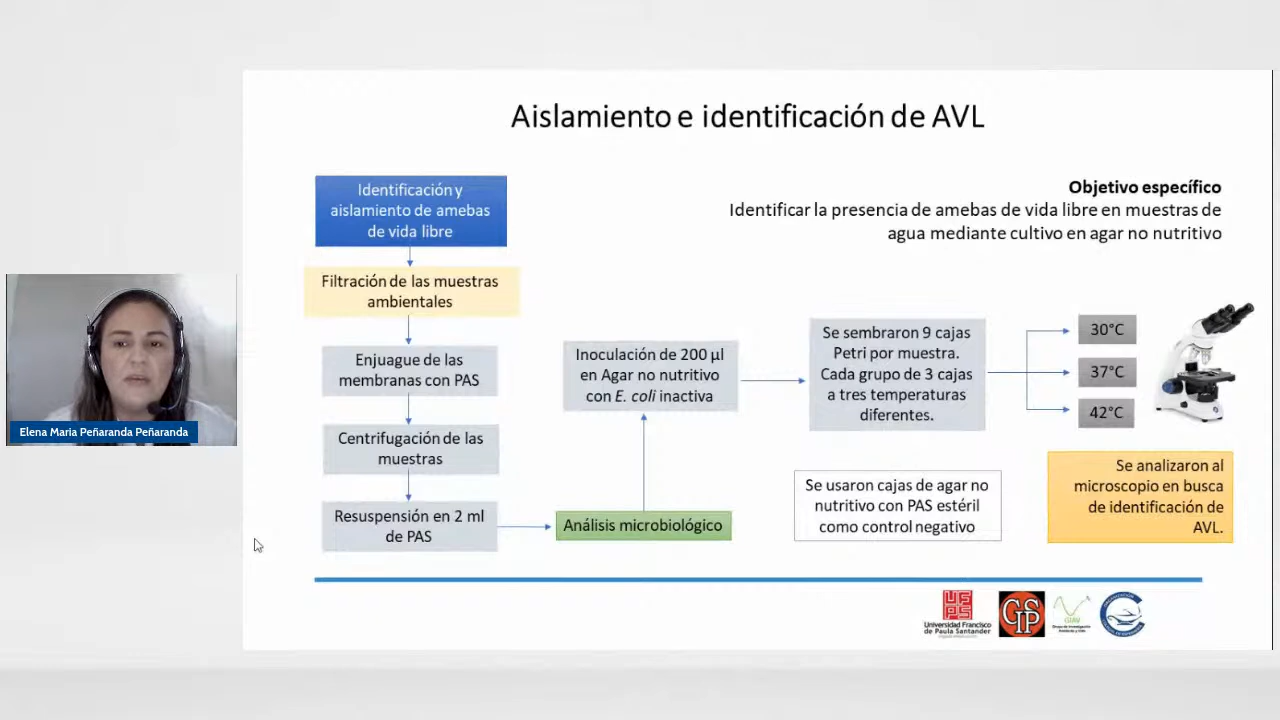 Aislamiento e identificación de AVL
Identificación y
aislamiento de amebas
de vida libre
Filtración de las muestras
ambientales
Enjuague de las
membranas con PAS
Centrifugación de las
muestras
Resuspensión en 2 ml
de PAS
Análisis microbiológico
Inoculación de 200 µl
en Agar no nutritivo
con E. coli inactiva
Se sembraron 9 cajas
Petri por muestra.
Cada grupo de 3 cajas
a tres temperaturas
diferentes.
30°C
37°C
42°C
Objetivo específico
Identificar la presencia de amebas de vida libre en muestras de
agua mediante cultivo en agar no nutritivo
Se usaron cajas de agar no
nutritivo con PAS estéril
como control negativo
Se analizaron al
microscopio en busca
de identificación de
AVL.
Elena Maria Peñaranda Peñaranda
UFPS
Universidad Francisco
de Paula Santander
GIAV